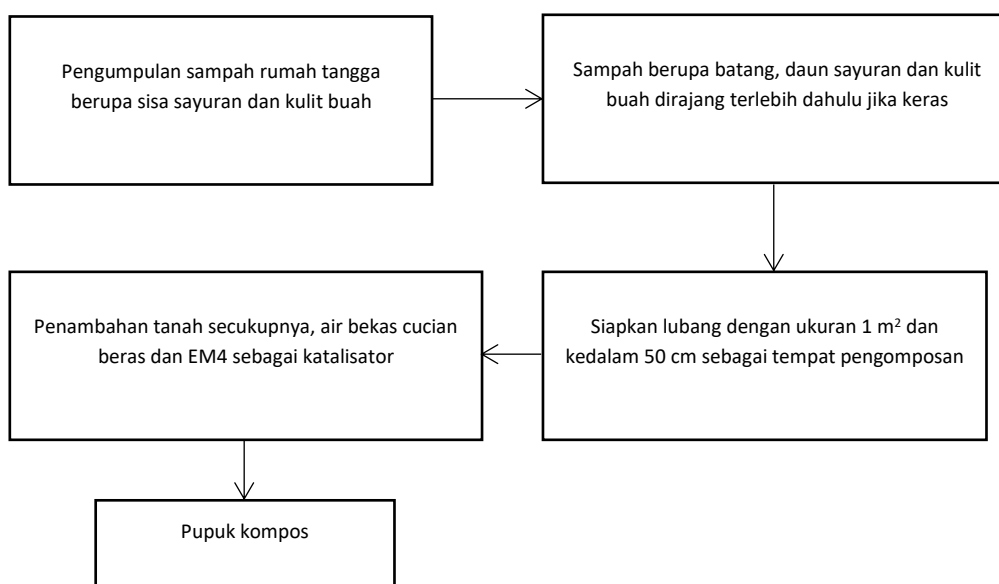 Pengumpulan sampah rumah tangga
berupa sisa sayuran dan kulit buah
Sampah berupa batang, daun sayuran dan kulit
buah dirajang terlebih dahulu jika keras
Siapkan lubang dengan ukuran 1 m² dan
kedalam 50 cm sebagai tempat pengomposan
Penambahan tanah secukupnya, air bekas cucian
beras dan EM4 sebagai katalisator
Pupuk kompos